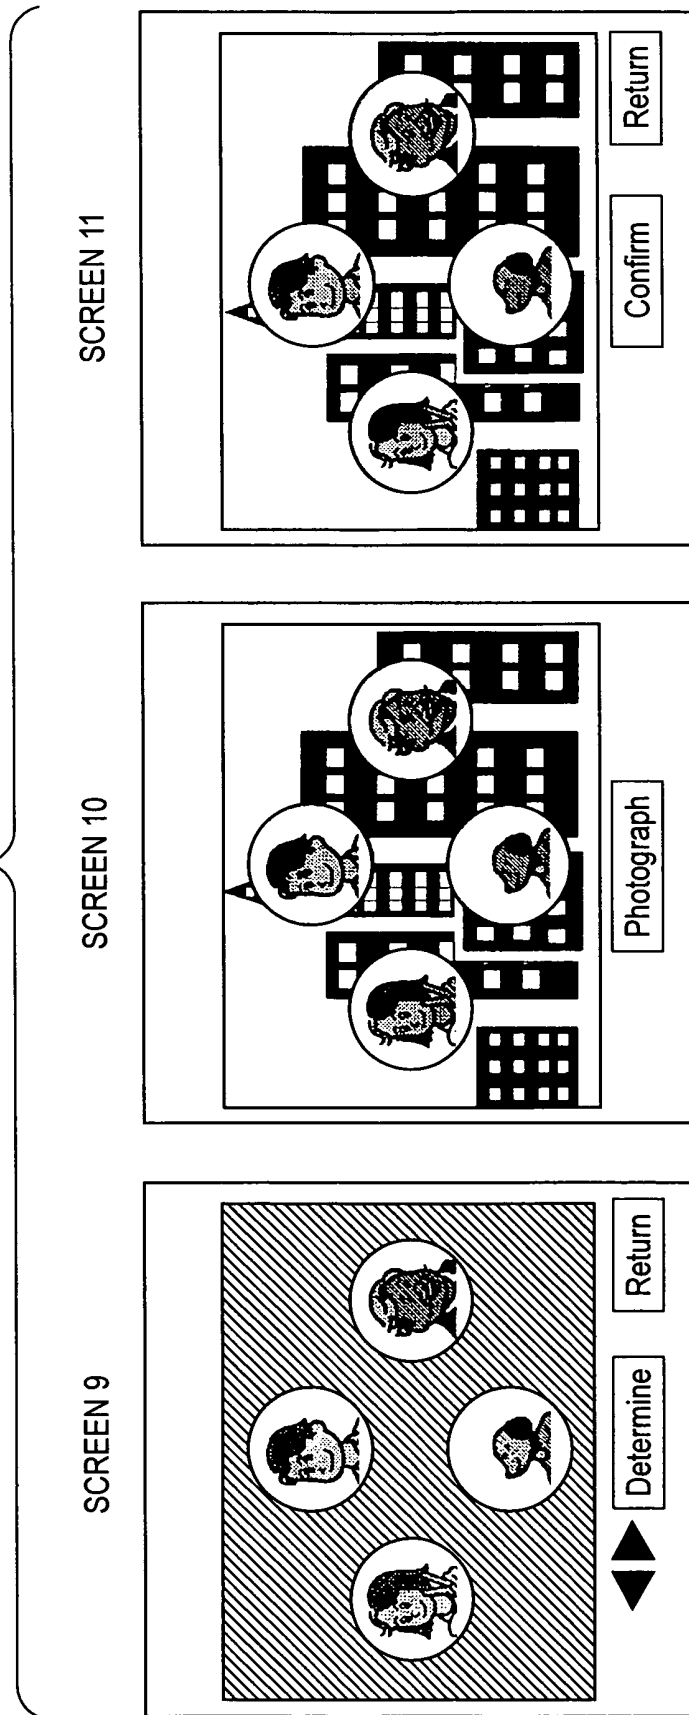 SCREEN 9
Determine
Return
SCREEN 10
Photograph
SCREEN 11
Confirm
Return